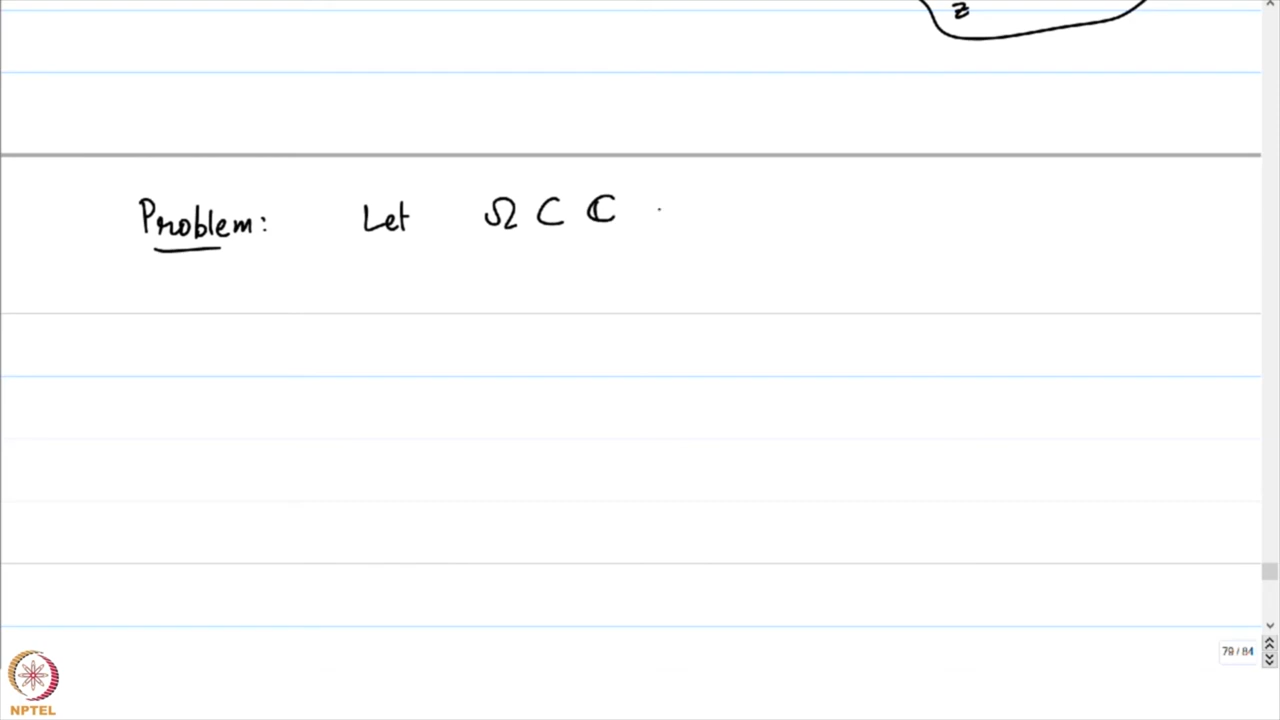 z
Problem: Let Ω ⊂ ℂ
79 / 84
NPTEL